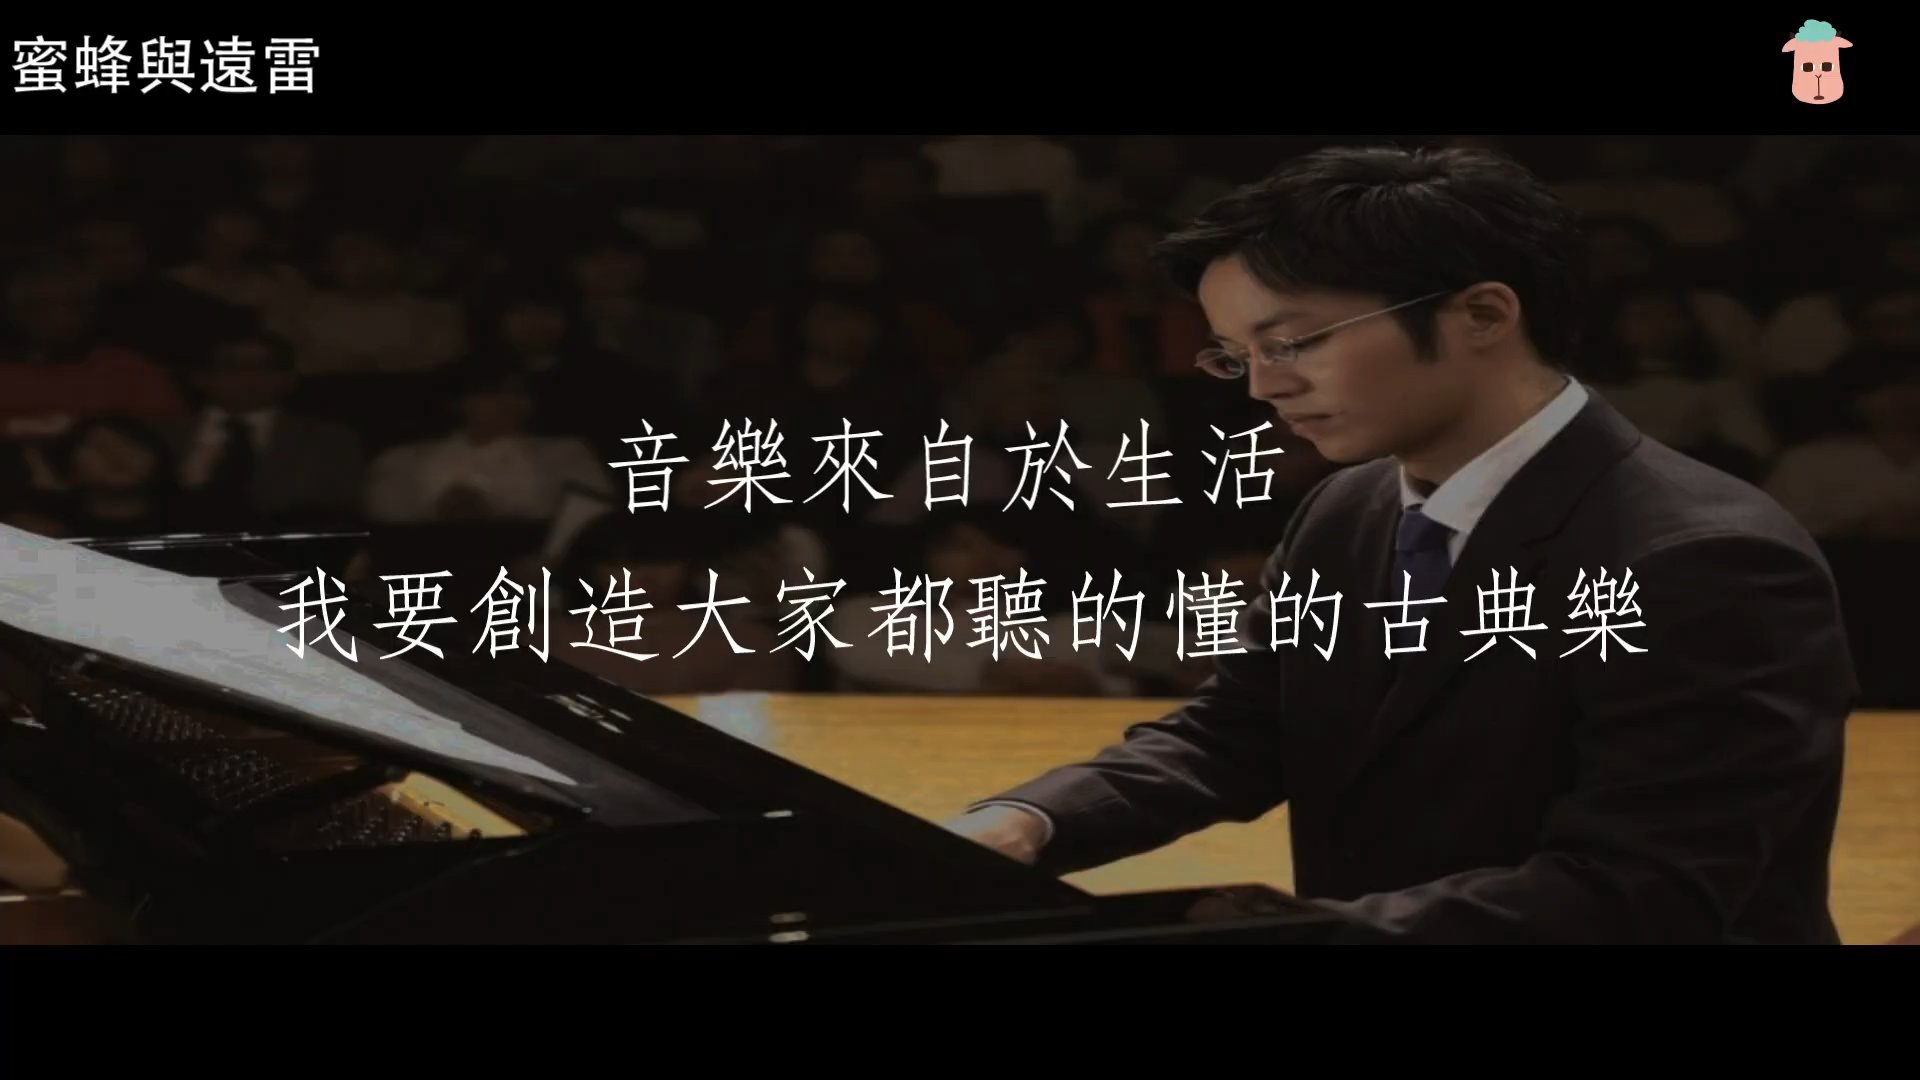 蜜蜂與遠雷
音樂來自於生活
我要創造大家都聽的懂的古典樂